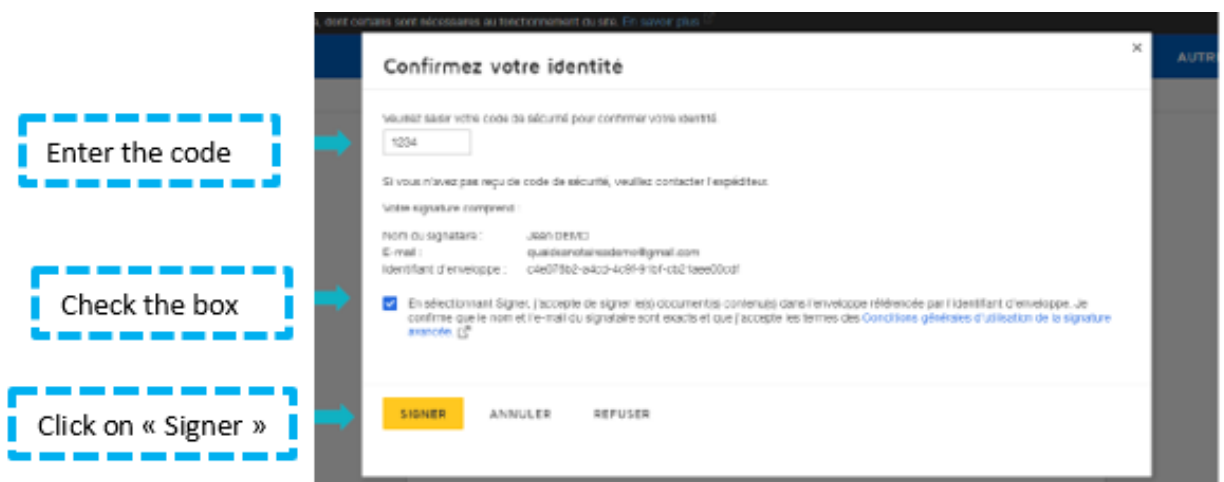 , dont certains sont nécessaires au fonctionnement du site. En savoir plus
AUTRE
Confirmez votre identité
×
Veuillez saisir votre code de sécurité pour confirmer votre identité
Enter the code
1234
Si vous n'avez pas reçu de code de sécurité, veuillez contacter l'expéditeur.
Votre signature comprend :
Nom du signataire : Jean DEMO
E-mail :
Identifiant d'enveloppe :
Check the box
En sélectionnant Signer, j'accepte de signer le(s) document(s) contenu(s) dans l'enveloppe référencée par l'identifiant d'enveloppe. Je
confirme que le nom et l'e-mail du signataire sont exacts et que j'accepte les termes des Conditions générales d'utilisation de la signature
avancée.
Click on « Signer »
SIGNER ANNULER REFUSER